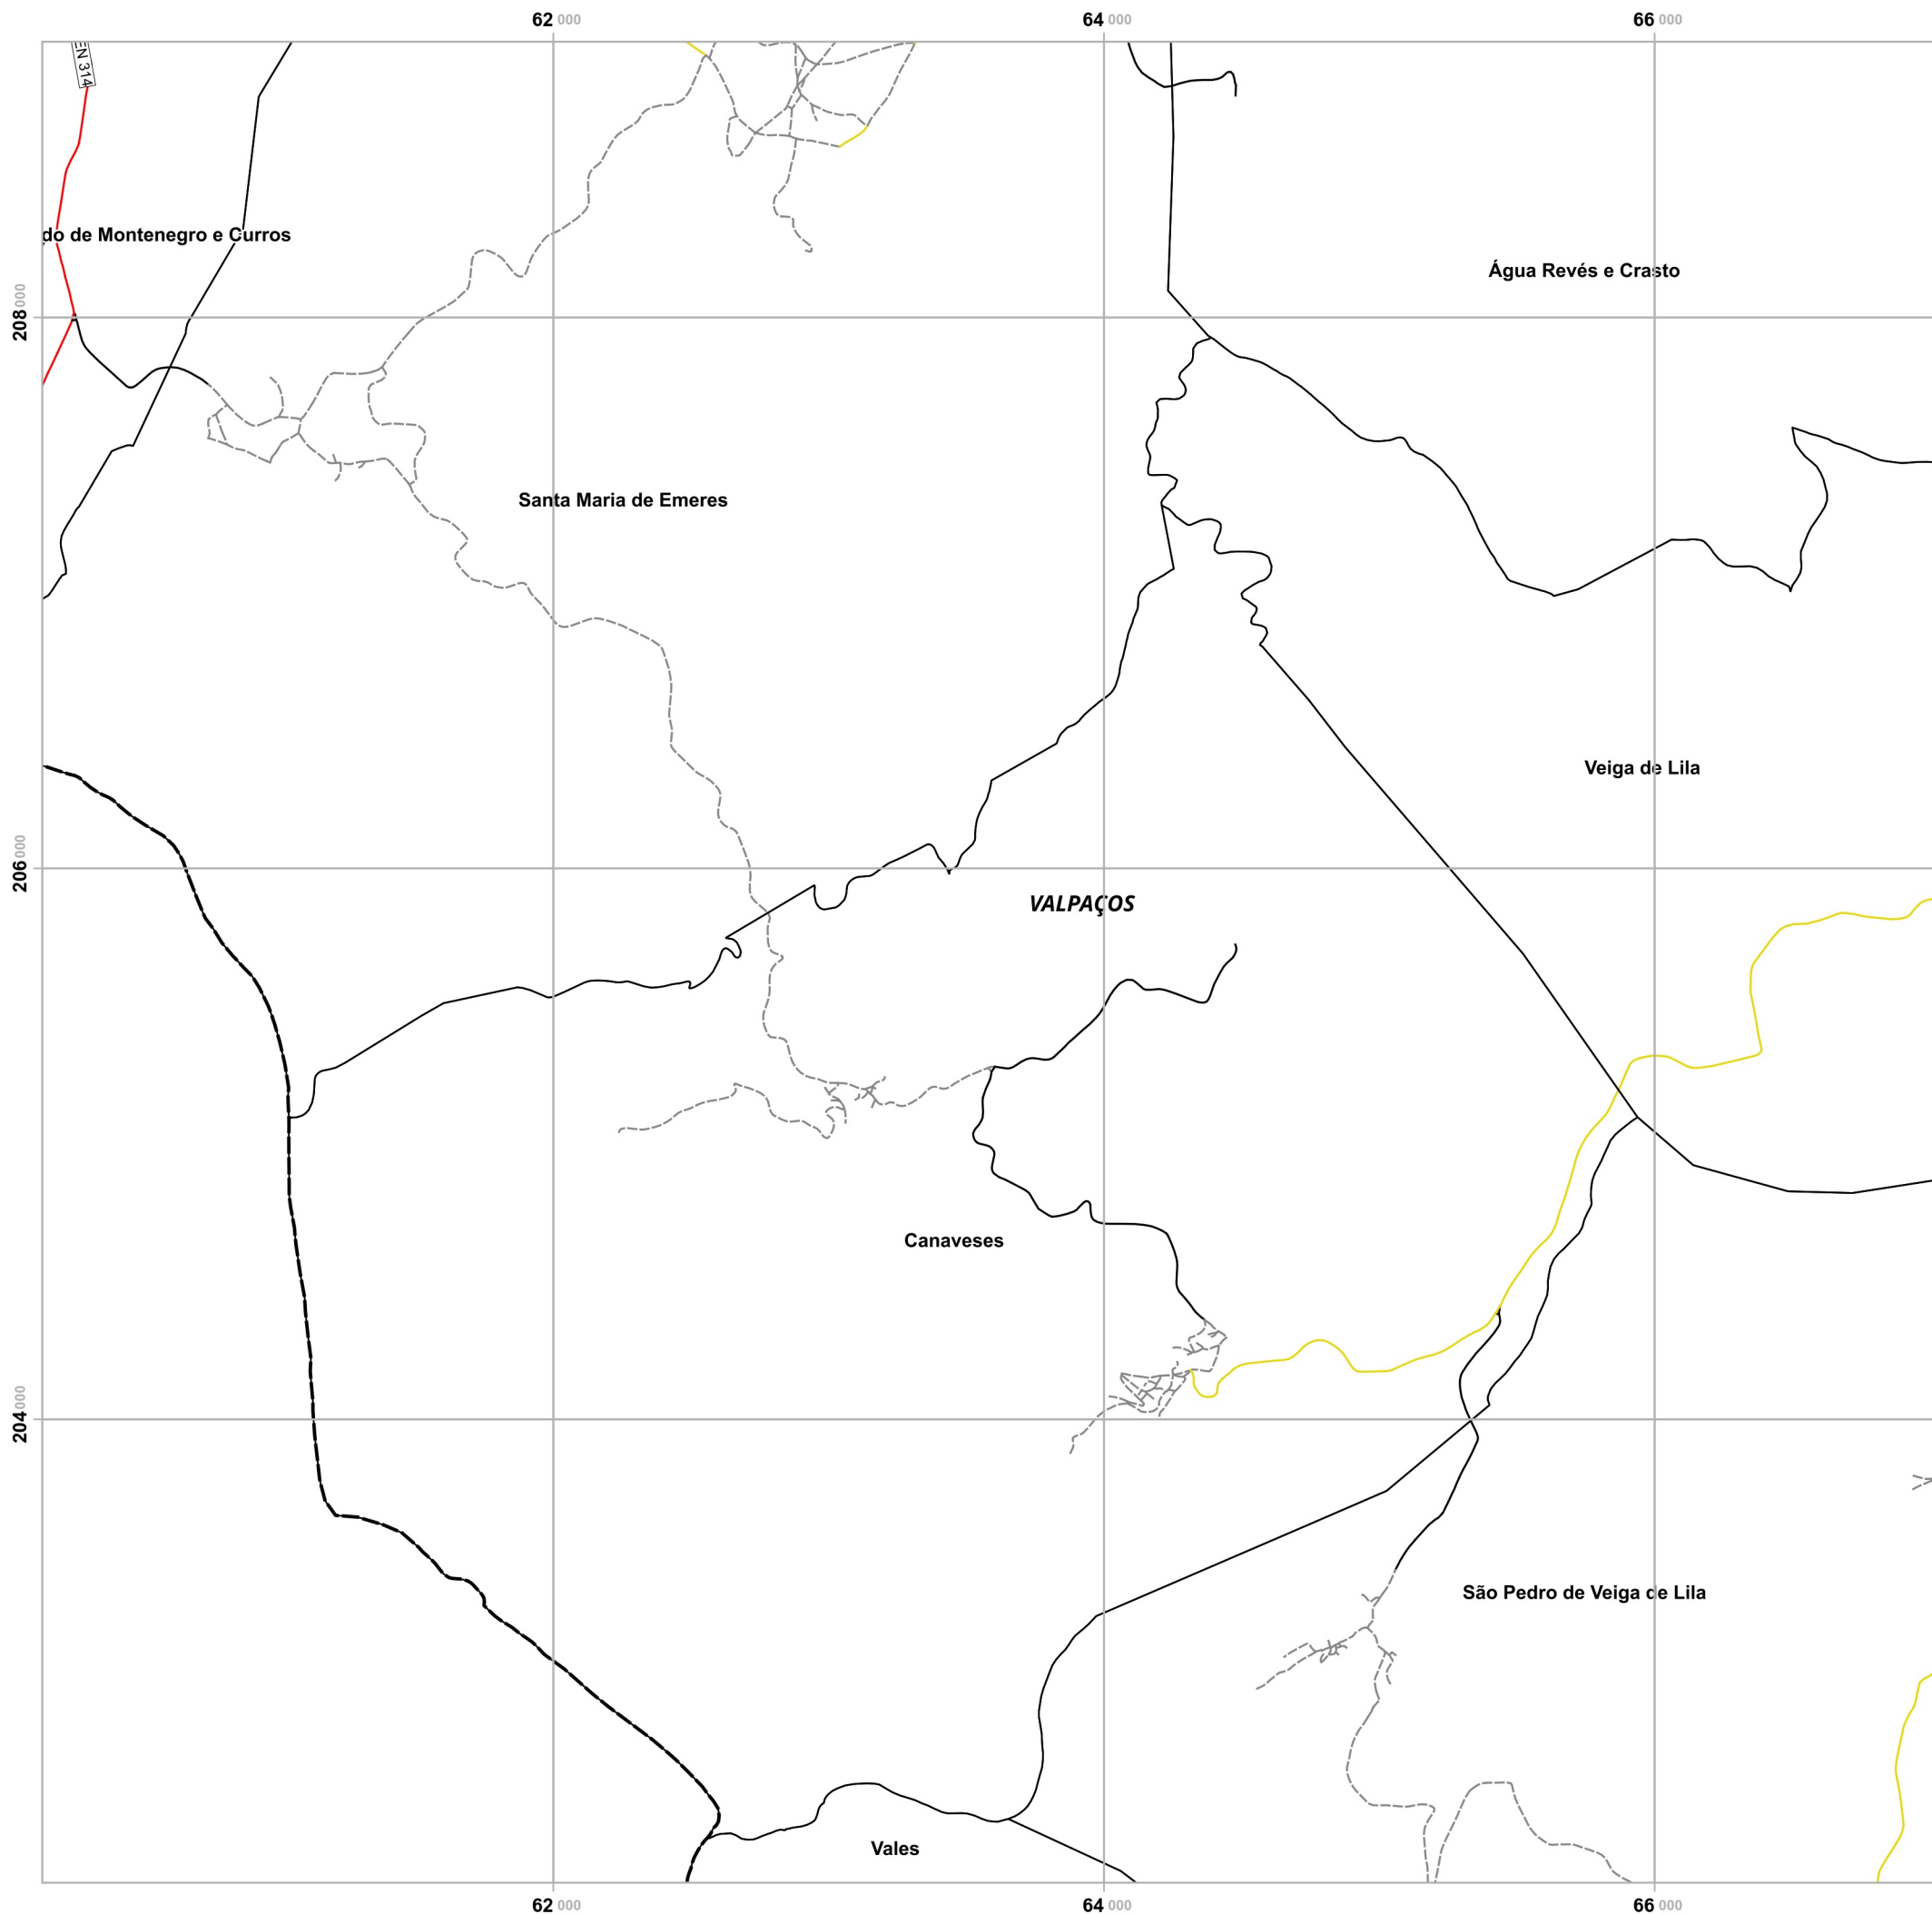 62 000
64 000
66 000
EN 314
do de Montenegro e Curros
Água Revés e Crasto
208 000
Santa Maria de Emeres
Veiga de Lila
206 000
VALPAÇOS
Canaveses
204 000
São Pedro de Veiga de Lila
Vales
62 000
64 000
66 000